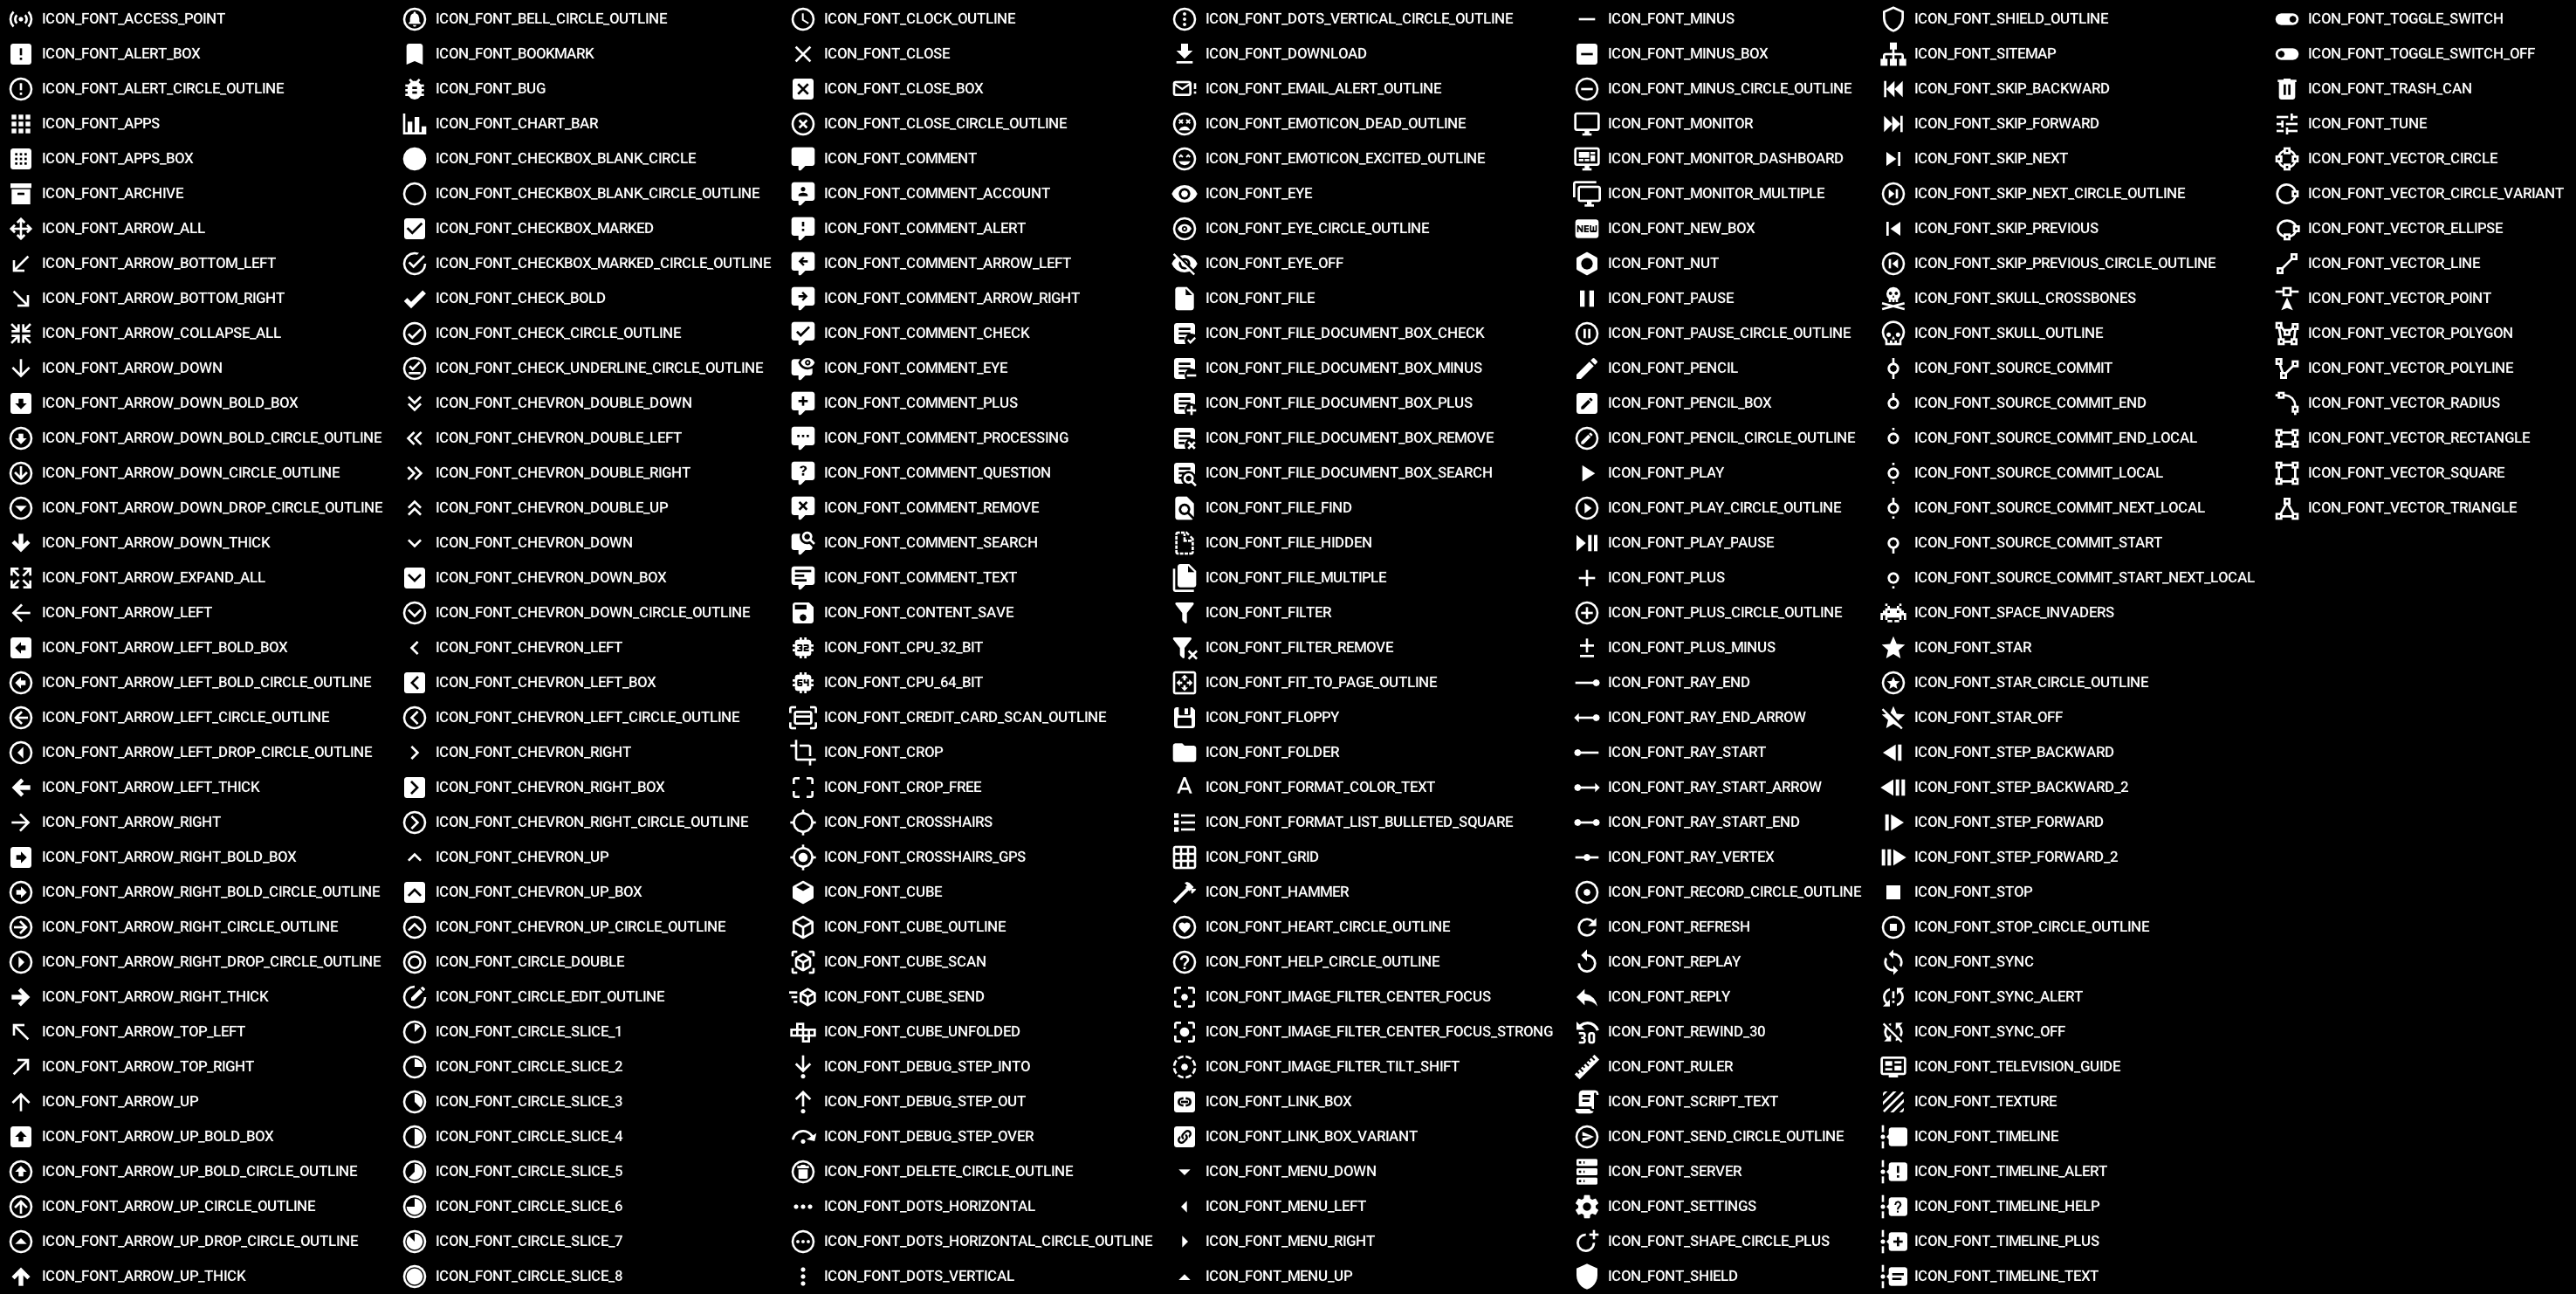 ICON_FONT_ACCESS_POINT
ICON_FONT_ALERT_BOX
ICON_FONT_ALERT_CIRCLE_OUTLINE
ICON_FONT_APPS
ICON_FONT_APPS_BOX
ICON_FONT_ARCHIVE
ICON_FONT_ARROW_ALL
ICON_FONT_ARROW_BOTTOM_LEFT
ICON_FONT_ARROW_BOTTOM_RIGHT
ICON_FONT_ARROW_COLLAPSE_ALL
ICON_FONT_ARROW_DOWN
ICON_FONT_ARROW_DOWN_BOLD_BOX
ICON_FONT_ARROW_DOWN_BOLD_CIRCLE_OUTLINE
ICON_FONT_ARROW_DOWN_CIRCLE_OUTLINE
ICON_FONT_ARROW_DOWN_DROP_CIRCLE_OUTLINE
ICON_FONT_ARROW_DOWN_THICK
ICON_FONT_ARROW_EXPAND_ALL
ICON_FONT_ARROW_LEFT
ICON_FONT_ARROW_LEFT_BOLD_BOX
ICON_FONT_ARROW_LEFT_BOLD_CIRCLE_OUTLINE
ICON_FONT_ARROW_LEFT_CIRCLE_OUTLINE
ICON_FONT_ARROW_LEFT_DROP_CIRCLE_OUTLINE
ICON_FONT_ARROW_LEFT_THICK
ICON_FONT_ARROW_RIGHT
ICON_FONT_ARROW_RIGHT_BOLD_BOX
ICON_FONT_ARROW_RIGHT_BOLD_CIRCLE_OUTLINE
ICON_FONT_ARROW_RIGHT_CIRCLE_OUTLINE
ICON_FONT_ARROW_RIGHT_DROP_CIRCLE_OUTLINE
ICON_FONT_ARROW_RIGHT_THICK
ICON_FONT_ARROW_TOP_LEFT
ICON_FONT_ARROW_TOP_RIGHT
ICON_FONT_ARROW_UP
ICON_FONT_ARROW_UP_BOLD_BOX
ICON_FONT_ARROW_UP_BOLD_CIRCLE_OUTLINE
ICON_FONT_ARROW_UP_CIRCLE_OUTLINE
ICON_FONT_ARROW_UP_DROP_CIRCLE_OUTLINE
ICON_FONT_ARROW_UP_THICK
ICON_FONT_BELL_CIRCLE_OUTLINE
ICON_FONT_BOOKMARK
ICON_FONT_BUG
ICON_FONT_CHART_BAR
ICON_FONT_CHECKBOX_BLANK_CIRCLE
ICON_FONT_CHECKBOX_BLANK_CIRCLE_OUTLINE
ICON_FONT_CHECKBOX_MARKED
ICON_FONT_CHECKBOX_MARKED_CIRCLE_OUTLINE
ICON_FONT_CHECK_BOLD
ICON_FONT_CHECK_CIRCLE_OUTLINE
ICON_FONT_CHECK_UNDERLINE_CIRCLE_OUTLINE
ICON_FONT_CHEVRON_DOUBLE_DOWN
ICON_FONT_CHEVRON_DOUBLE_LEFT
ICON_FONT_CHEVRON_DOUBLE_RIGHT
ICON_FONT_CHEVRON_DOUBLE_UP
ICON_FONT_CHEVRON_DOWN
ICON_FONT_CHEVRON_DOWN_BOX
ICON_FONT_CHEVRON_DOWN_CIRCLE_OUTLINE
ICON_FONT_CHEVRON_LEFT
ICON_FONT_CHEVRON_LEFT_BOX
ICON_FONT_CHEVRON_LEFT_CIRCLE_OUTLINE
ICON_FONT_CHEVRON_RIGHT
ICON_FONT_CHEVRON_RIGHT_BOX
ICON_FONT_CHEVRON_RIGHT_CIRCLE_OUTLINE
ICON_FONT_CHEVRON_UP
ICON_FONT_CHEVRON_UP_BOX
ICON_FONT_CHEVRON_UP_CIRCLE_OUTLINE
ICON_FONT_CIRCLE_DOUBLE
ICON_FONT_CIRCLE_EDIT_OUTLINE
ICON_FONT_CIRCLE_SLICE_1
ICON_FONT_CIRCLE_SLICE_2
ICON_FONT_CIRCLE_SLICE_3
ICON_FONT_CIRCLE_SLICE_4
ICON_FONT_CIRCLE_SLICE_5
ICON_FONT_CIRCLE_SLICE_6
ICON_FONT_CIRCLE_SLICE_7
ICON_FONT_CIRCLE_SLICE_8
ICON_FONT_CLOCK_OUTLINE
ICON_FONT_CLOSE
ICON_FONT_CLOSE_BOX
ICON_FONT_CLOSE_CIRCLE_OUTLINE
ICON_FONT_COMMENT
ICON_FONT_COMMENT_ACCOUNT
ICON_FONT_COMMENT_ALERT
ICON_FONT_COMMENT_ARROW_LEFT
ICON_FONT_COMMENT_ARROW_RIGHT
ICON_FONT_COMMENT_CHECK
ICON_FONT_COMMENT_EYE
ICON_FONT_COMMENT_PLUS
ICON_FONT_COMMENT_PROCESSING
ICON_FONT_COMMENT_QUESTION
ICON_FONT_COMMENT_REMOVE
ICON_FONT_COMMENT_SEARCH
ICON_FONT_COMMENT_TEXT
ICON_FONT_CONTENT_SAVE
32 ICON_FONT_CPU_32_BIT
64 ICON_FONT_CPU_64_BIT
ICON_FONT_CREDIT_CARD_SCAN_OUTLINE
ICON_FONT_CROP
ICON_FONT_CROP_FREE
ICON_FONT_CROSSHAIRS
ICON_FONT_CROSSHAIRS_GPS
ICON_FONT_CUBE
ICON_FONT_CUBE_OUTLINE
ICON_FONT_CUBE_SCAN
ICON_FONT_CUBE_SEND
ICON_FONT_CUBE_UNFOLDED
ICON_FONT_DEBUG_STEP_INTO
ICON_FONT_DEBUG_STEP_OUT
ICON_FONT_DEBUG_STEP_OVER
ICON_FONT_DELETE_CIRCLE_OUTLINE
ICON_FONT_DOTS_HORIZONTAL
ICON_FONT_DOTS_HORIZONTAL_CIRCLE_OUTLINE
ICON_FONT_DOTS_VERTICAL
ICON_FONT_DOTS_VERTICAL_CIRCLE_OUTLINE
ICON_FONT_DOWNLOAD
ICON_FONT_EMAIL_ALERT_OUTLINE
ICON_FONT_EMOTICON_DEAD_OUTLINE
ICON_FONT_EMOTICON_EXCITED_OUTLINE
ICON_FONT_EYE
ICON_FONT_EYE_CIRCLE_OUTLINE
ICON_FONT_EYE_OFF
ICON_FONT_FILE
ICON_FONT_FILE_DOCUMENT_BOX_CHECK
ICON_FONT_FILE_DOCUMENT_BOX_MINUS
ICON_FONT_FILE_DOCUMENT_BOX_PLUS
ICON_FONT_FILE_DOCUMENT_BOX_REMOVE
ICON_FONT_FILE_DOCUMENT_BOX_SEARCH
ICON_FONT_FILE_FIND
ICON_FONT_FILE_HIDDEN
ICON_FONT_FILE_MULTIPLE
ICON_FONT_FILTER
ICON_FONT_FILTER_REMOVE
ICON_FONT_FIT_TO_PAGE_OUTLINE
ICON_FONT_FLOPPY
ICON_FONT_FOLDER
A ICON_FONT_FORMAT_COLOR_TEXT
ICON_FONT_FORMAT_LIST_BULLETED_SQUARE
ICON_FONT_GRID
ICON_FONT_HAMMER
ICON_FONT_HEART_CIRCLE_OUTLINE
ICON_FONT_HELP_CIRCLE_OUTLINE
ICON_FONT_IMAGE_FILTER_CENTER_FOCUS
ICON_FONT_IMAGE_FILTER_CENTER_FOCUS_STRONG
ICON_FONT_IMAGE_FILTER_TILT_SHIFT
ICON_FONT_LINK_BOX
ICON_FONT_LINK_BOX_VARIANT
ICON_FONT_MENU_DOWN
ICON_FONT_MENU_LEFT
ICON_FONT_MENU_RIGHT
ICON_FONT_MENU_UP
ICON_FONT_MINUS
ICON_FONT_MINUS_BOX
ICON_FONT_MINUS_CIRCLE_OUTLINE
ICON_FONT_MONITOR
ICON_FONT_MONITOR_DASHBOARD
ICON_FONT_MONITOR_MULTIPLE
NEW ICON_FONT_NEW_BOX
ICON_FONT_NUT
ICON_FONT_PAUSE
ICON_FONT_PAUSE_CIRCLE_OUTLINE
ICON_FONT_PENCIL
ICON_FONT_PENCIL_BOX
ICON_FONT_PENCIL_CIRCLE_OUTLINE
ICON_FONT_PLAY
ICON_FONT_PLAY_CIRCLE_OUTLINE
ICON_FONT_PLAY_PAUSE
ICON_FONT_PLUS
ICON_FONT_PLUS_CIRCLE_OUTLINE
ICON_FONT_PLUS_MINUS
ICON_FONT_RAY_END
ICON_FONT_RAY_END_ARROW
ICON_FONT_RAY_START
ICON_FONT_RAY_START_ARROW
ICON_FONT_RAY_START_END
ICON_FONT_RAY_VERTEX
ICON_FONT_RECORD_CIRCLE_OUTLINE
ICON_FONT_REFRESH
ICON_FONT_REPLAY
ICON_FONT_REPLY
30 ICON_FONT_REWIND_30
ICON_FONT_RULER
ICON_FONT_SCRIPT_TEXT
ICON_FONT_SEND_CIRCLE_OUTLINE
ICON_FONT_SERVER
ICON_FONT_SETTINGS
ICON_FONT_SHAPE_CIRCLE_PLUS
ICON_FONT_SHIELD
ICON_FONT_SHIELD_OUTLINE
ICON_FONT_SITEMAP
ICON_FONT_SKIP_BACKWARD
ICON_FONT_SKIP_FORWARD
ICON_FONT_SKIP_NEXT
ICON_FONT_SKIP_NEXT_CIRCLE_OUTLINE
ICON_FONT_SKIP_PREVIOUS
ICON_FONT_SKIP_PREVIOUS_CIRCLE_OUTLINE
ICON_FONT_SKULL_CROSSBONES
ICON_FONT_SKULL_OUTLINE
ICON_FONT_SOURCE_COMMIT
ICON_FONT_SOURCE_COMMIT_END
ICON_FONT_SOURCE_COMMIT_END_LOCAL
ICON_FONT_SOURCE_COMMIT_LOCAL
ICON_FONT_SOURCE_COMMIT_NEXT_LOCAL
ICON_FONT_SOURCE_COMMIT_START
ICON_FONT_SOURCE_COMMIT_START_NEXT_LOCAL
ICON_FONT_SPACE_INVADERS
ICON_FONT_STAR
ICON_FONT_STAR_CIRCLE_OUTLINE
ICON_FONT_STAR_OFF
ICON_FONT_STEP_BACKWARD
ICON_FONT_STEP_BACKWARD_2
ICON_FONT_STEP_FORWARD
ICON_FONT_STEP_FORWARD_2
ICON_FONT_STOP
ICON_FONT_STOP_CIRCLE_OUTLINE
ICON_FONT_SYNC
ICON_FONT_SYNC_ALERT
ICON_FONT_SYNC_OFF
ICON_FONT_TELEVISION_GUIDE
ICON_FONT_TEXTURE
ICON_FONT_TIMELINE
ICON_FONT_TIMELINE_ALERT
ICON_FONT_TIMELINE_HELP
ICON_FONT_TIMELINE_PLUS
ICON_FONT_TIMELINE_TEXT
ICON_FONT_TOGGLE_SWITCH
ICON_FONT_TOGGLE_SWITCH_OFF
ICON_FONT_TRASH_CAN
ICON_FONT_TUNE
ICON_FONT_VECTOR_CIRCLE
ICON_FONT_VECTOR_CIRCLE_VARIANT
ICON_FONT_VECTOR_ELLIPSE
ICON_FONT_VECTOR_LINE
ICON_FONT_VECTOR_POINT
ICON_FONT_VECTOR_POLYGON
ICON_FONT_VECTOR_POLYLINE
ICON_FONT_VECTOR_RADIUS
ICON_FONT_VECTOR_RECTANGLE
ICON_FONT_VECTOR_SQUARE
ICON_FONT_VECTOR_TRIANGLE